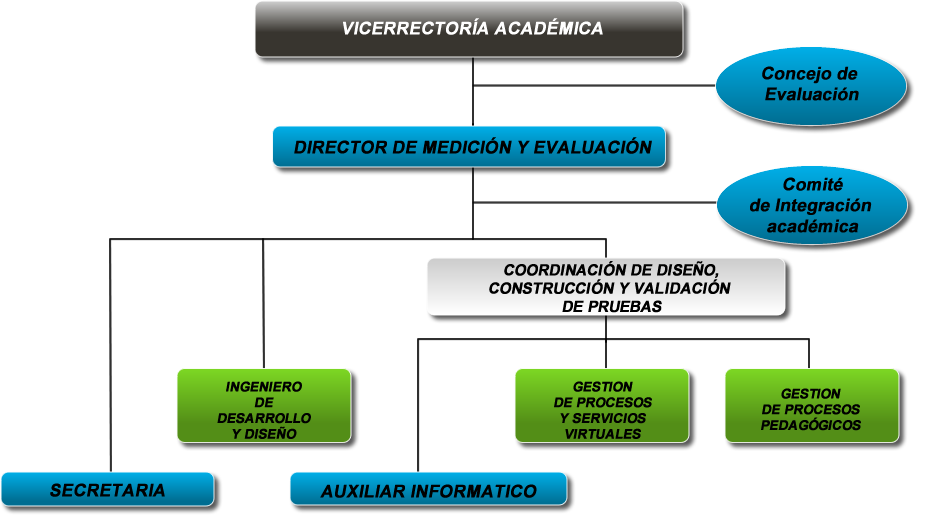 VICERRECTORÍA ACADÉMICA
Concejo de
Evaluación
DIRECTOR DE MEDICIÓN Y EVALUACIÓN
Comité
de Integración
académica
COORDINACIÓN DE DISEÑO,
CONSTRUCCIÓN Y VALIDACIÓN
DE PRUEBAS
INGENIERO
DE
DESARROLLO
Y DISEÑO
GESTION
DE PROCESOS
Y SERVICIOS
VIRTUALES
GESTION
DE PROCESOS
PEDAGÓGICOS
SECRETARIA
AUXILIAR INFORMATICO